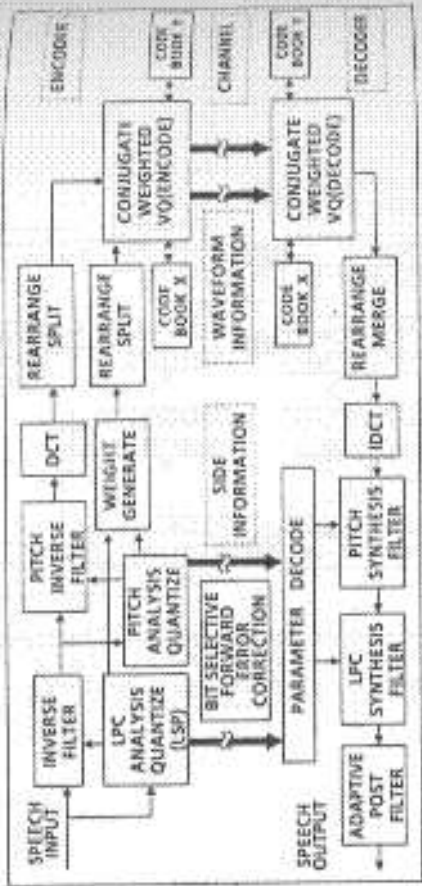 ENCODER
CODE
BOOK Y
CHANNEL
CODE
BOOK Y
DECODER
SPEECH
INPUT
INVERSE
FILTER
PITCH
INVERSE
FILTER
DCT
REARRANGE
SPLIT
CONJUGATE
WEIGHTED
VQ(ENCODE)
LPC
ANALYSIS
QUANTIZE
(LSP)
PITCH
ANALYSIS
QUANTIZE
WEIGHT
GENERATE
REARRANGE
SPLIT
CODE
BOOK X
BIT SELECTIVE
FORWARD
ERROR
CORRECTION
SIDE
INFORMATION
WAVEFORM
INFORMATION
PARAMETER DECODE
CODE
BOOK X
CONJUGATE
WEIGHTED
VQ(DECODE)
SPEECH
OUTPUT
ADAPTIVE
POST
FILTER
LPC
SYNTHESIS
FILTER
PITCH
SYNTHESIS
FILTER
IDCT
REARRANGE
MERGE